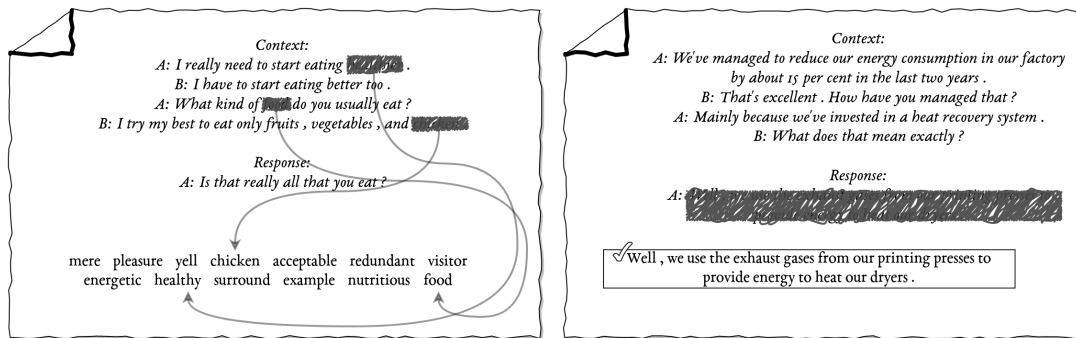 Context:
A: I really need to start eating .
B: I have to start eating better too .
A: What kind of food do you usually eat ?
B: I try my best to eat only fruits , vegetables , and
Response:
A: Is that really all that you eat ?
mere pleasure yell chicken acceptable redundant visitor
energetic healthy surround example nutritious food
Context:
A: We've managed to reduce our energy consumption in our factory
by about 15 per cent in the last two years .
B: That's excellent . How have you managed that ?
A: Mainly because we've invested in a heat recovery system .
B: What does that mean exactly ?
Response:
A:
Well , we use the exhaust gases from our printing presses to
provide energy to heat our dryers .